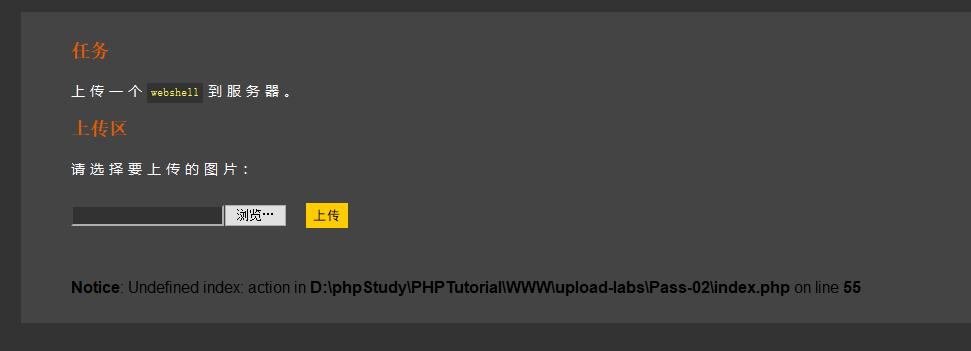 任务
上传一个 webshell 到服务器。
上传区
请选择要上传的图片：
浏览… 上传
Notice: Undefined index: action in D:\phpStudy\PHPTutorial\WWW\upload-labs\Pass-02\index.php on line 55